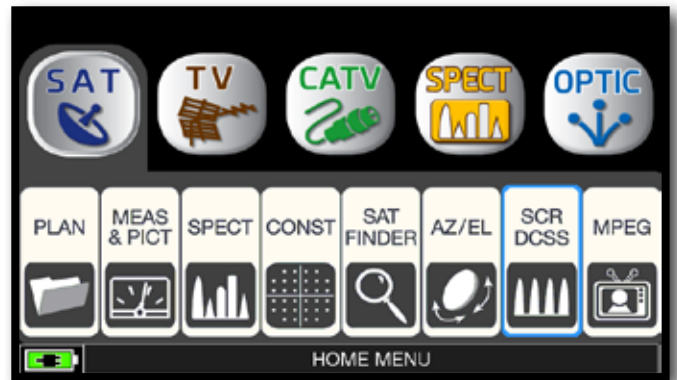 SAT TV CATV SPECT OPTIC
PLAN
MEAS
& PICT
SPECT
CONST
SAT
FINDER
AZ/EL
SCR
DCSS
MPEG
HOME MENU